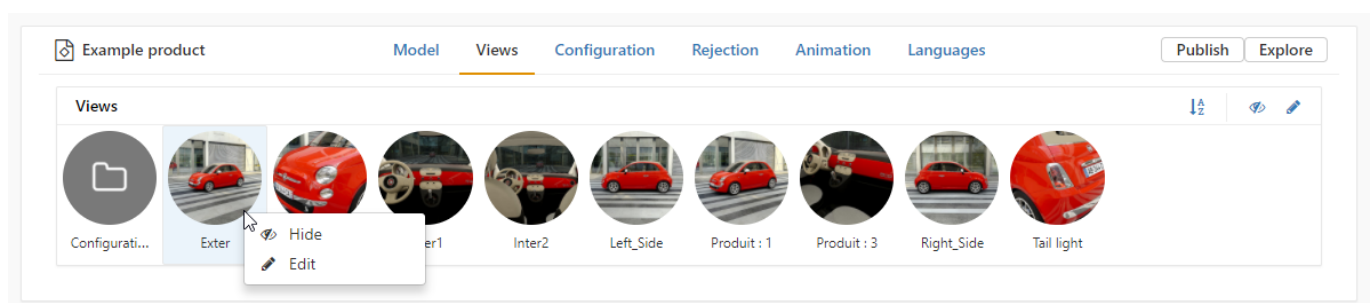 Example product
Model
Views
Configuration
Rejection
Animation
Languages
Publish
Explore
Views
Configurati...
Exter
er1
Inter2
Left_Side
Produit : 1
Produit : 3
Right_Side
Tail light
Hide
Edit